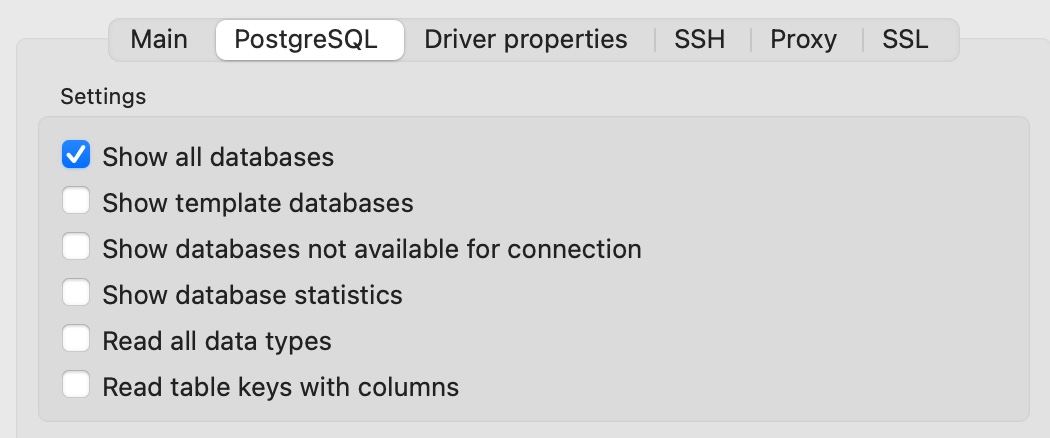 Main PostgreSQL Driver properties SSH Proxy SSL
Settings
Show all databases
Show template databases
Show databases not available for connection
Show database statistics
Read all data types
Read table keys with columns